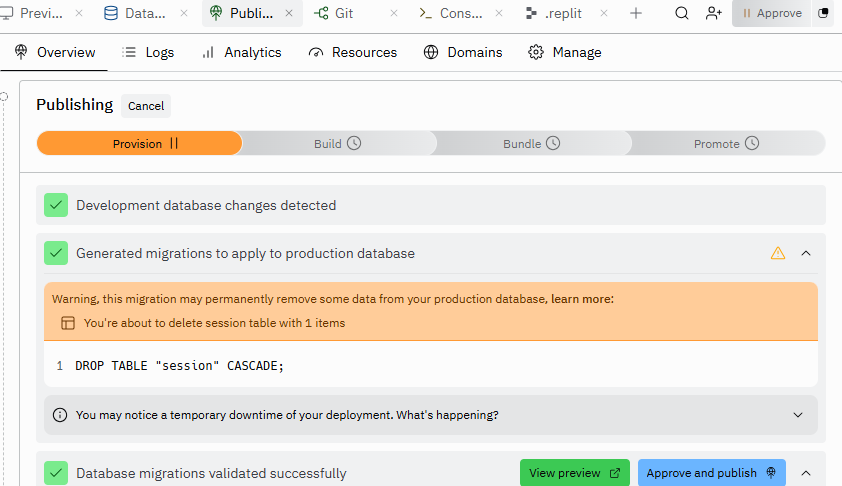 Previ... Data... Publi... Git Cons... .replit Approve
Overview Logs Analytics Resources Domains Manage
Publishing Cancel
Provision Build Bundle Promote
Development database changes detected
Generated migrations to apply to production database
Warning, this migration may permanently remove some data from your production database, learn more:
You're about to delete session table with 1 items
1 DROP TABLE "session" CASCADE;
You may notice a temporary downtime of your deployment. What's happening?
Database migrations validated successfully View preview Approve and publish